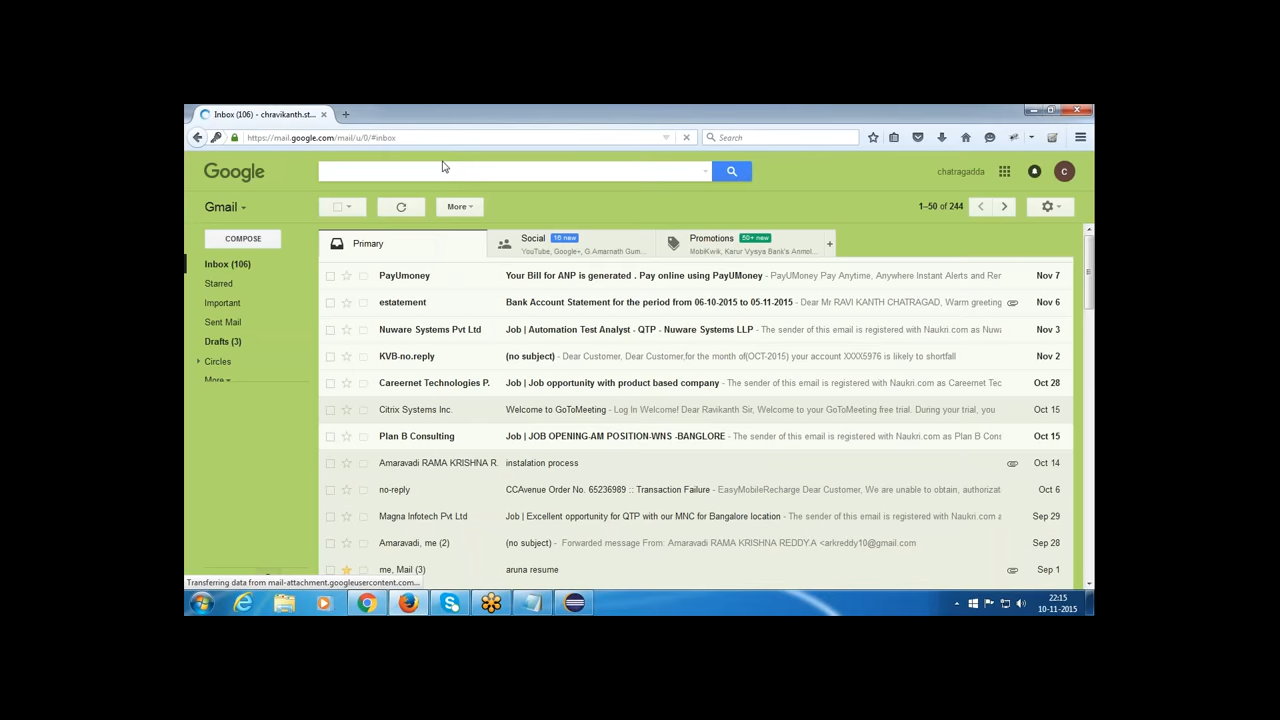 Inbox (106) - chravikanth.st...
https://mail.google.com/mail/u/0/#inbox
Search
Google
chatragadda
C
Gmail
More
1–50 of 244
COMPOSE
Primary
Social 16 new
YouTube, Google+, G.Amarnath Gum...
Promotions 50+ new
MobiKwik, Karur Vysya Bank's Anmol...
+
Inbox (106)
Starred
Important
Sent Mail
Drafts (3)
Circles
More
PayUmoney Your Bill for ANP is generated . Pay online using PayUMoney - PayUMoney Pay Anytime, Anywhere Instant Alerts and Rer Nov 7
estatement Bank Account Statement for the period from 06-10-2015 to 05-11-2015 - Dear Mr RAVI KANTH CHATRAGAD, Warm greeting Nov 6
Nuware Systems Pvt Ltd Job | Automation Test Analyst - QTP - Nuware Systems LLP - The sender of this email is registered with Naukri.com as Nuwa Nov 3
KVB-no.reply (no subject) - Dear Customer, Dear Customer,for the month of(OCT-2015) your account XXXX5976 is likely to shortfall Nov 2
Careernet Technologies P. Job | Job opportunity with product based company - The sender of this email is registered with Naukri.com as Careernet Tec Oct 28
Citrix Systems Inc. Welcome to GoToMeeting - Log In Welcome! Dear Ravikanth Sir, Welcome to your GoToMeeting free trial. During your trial, you Oct 15
Plan B Consulting Job | JOB OPENING-AM POSITION-WNS -BANGLORE - The sender of this email is registered with Naukri.com as Plan B Cons Oct 15
Amaravadi RAMA KRISHNA R. instalation process Oct 14
no-reply CCAvenue Order No. 65236989 :: Transaction Failure - EasyMobileRecharge Dear Customer, We are unable to obtain, authorizat Oct 6
Magna Infotech Pvt Ltd Job | Excellent opportunity for QTP with our MNC for Bangalore location - The sender of this email is registered with Naukri.com a Sep 29
Amaravadi, me (2) (no subject) - Forwarded message From: Amaravadi RAMA KRISHNA REDDY.A <arkreddy10@gmail.com Sep 28
me, Mail (3) aruna resume Sep 1
Transferring data from mail-attachment.googleusercontent.com...
22:15
10-11-2015